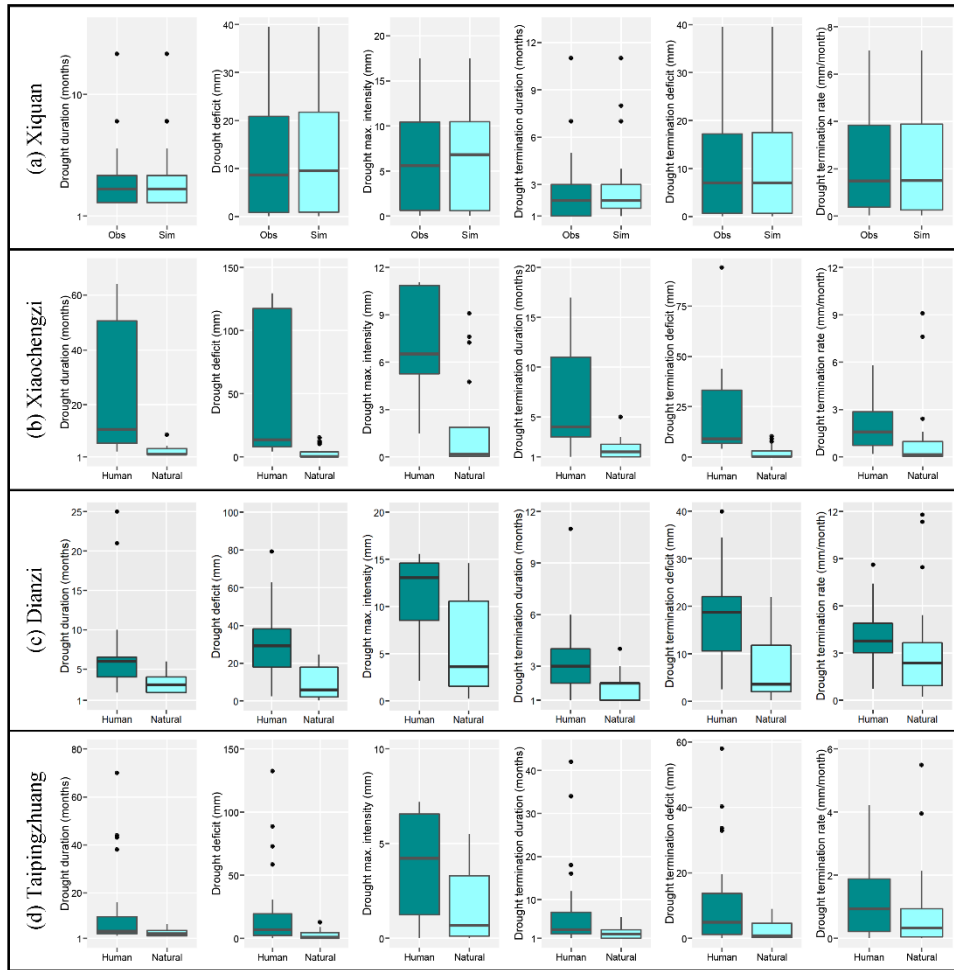 (a) Xiquan
Drought duration (months)
10
1
Obs Sim
Drought deficit (mm)
40
30
20
10
0
Obs Sim
Drought max. intensity (mm)
20
15
10
5
0
Obs Sim
Drought termination duration (months)
12
9
6
3
1
Obs Sim
Drought termination deficit (mm)
40
30
20
10
0
Obs Sim
Drought termination rate (mm/month)
8
6
4
2
0
Obs Sim
(b) Xiaochengzi
Drought duration (months)
60
40
20
1
Human Natural
Drought deficit (mm)
150
100
50
0
Human Natural
Drought max. intensity (mm)
12
9
6
3
0
Human Natural
Drought termination duration (months)
20
15
10
5
1
Human Natural
Drought termination deficit (mm)
75
50
25
0
Human Natural
Drought termination rate (mm/month)
12
9
6
3
0
Human Natural
(c) Dianzi
Drought duration (months)
25
20
15
10
5
1
Human Natural
Drought deficit (mm)
100
80
60
40
20
0
Human Natural
Drought max. intensity (mm)
20
15
10
5
0
Human Natural
Drought termination duration (months)
12
9
6
3
1
Human Natural
Drought termination deficit (mm)
40
30
20
10
0
Human Natural
Drought termination rate (mm/month)
12
9
6
3
0
Human Natural
(d) Taipingzhuang
Drought duration (months)
80
60
40
20
1
Human Natural
Drought deficit (mm)
150
100
50
0
Human Natural
Drought max. intensity (mm)
10
5
0
Human Natural
Drought termination duration (months)
40
30
20
10
1
Human Natural
Drought termination defcit (mm)
60
40
20
0
Human Natural
Drought termination rate (mm/month)
6
4
2
0
Human Natural